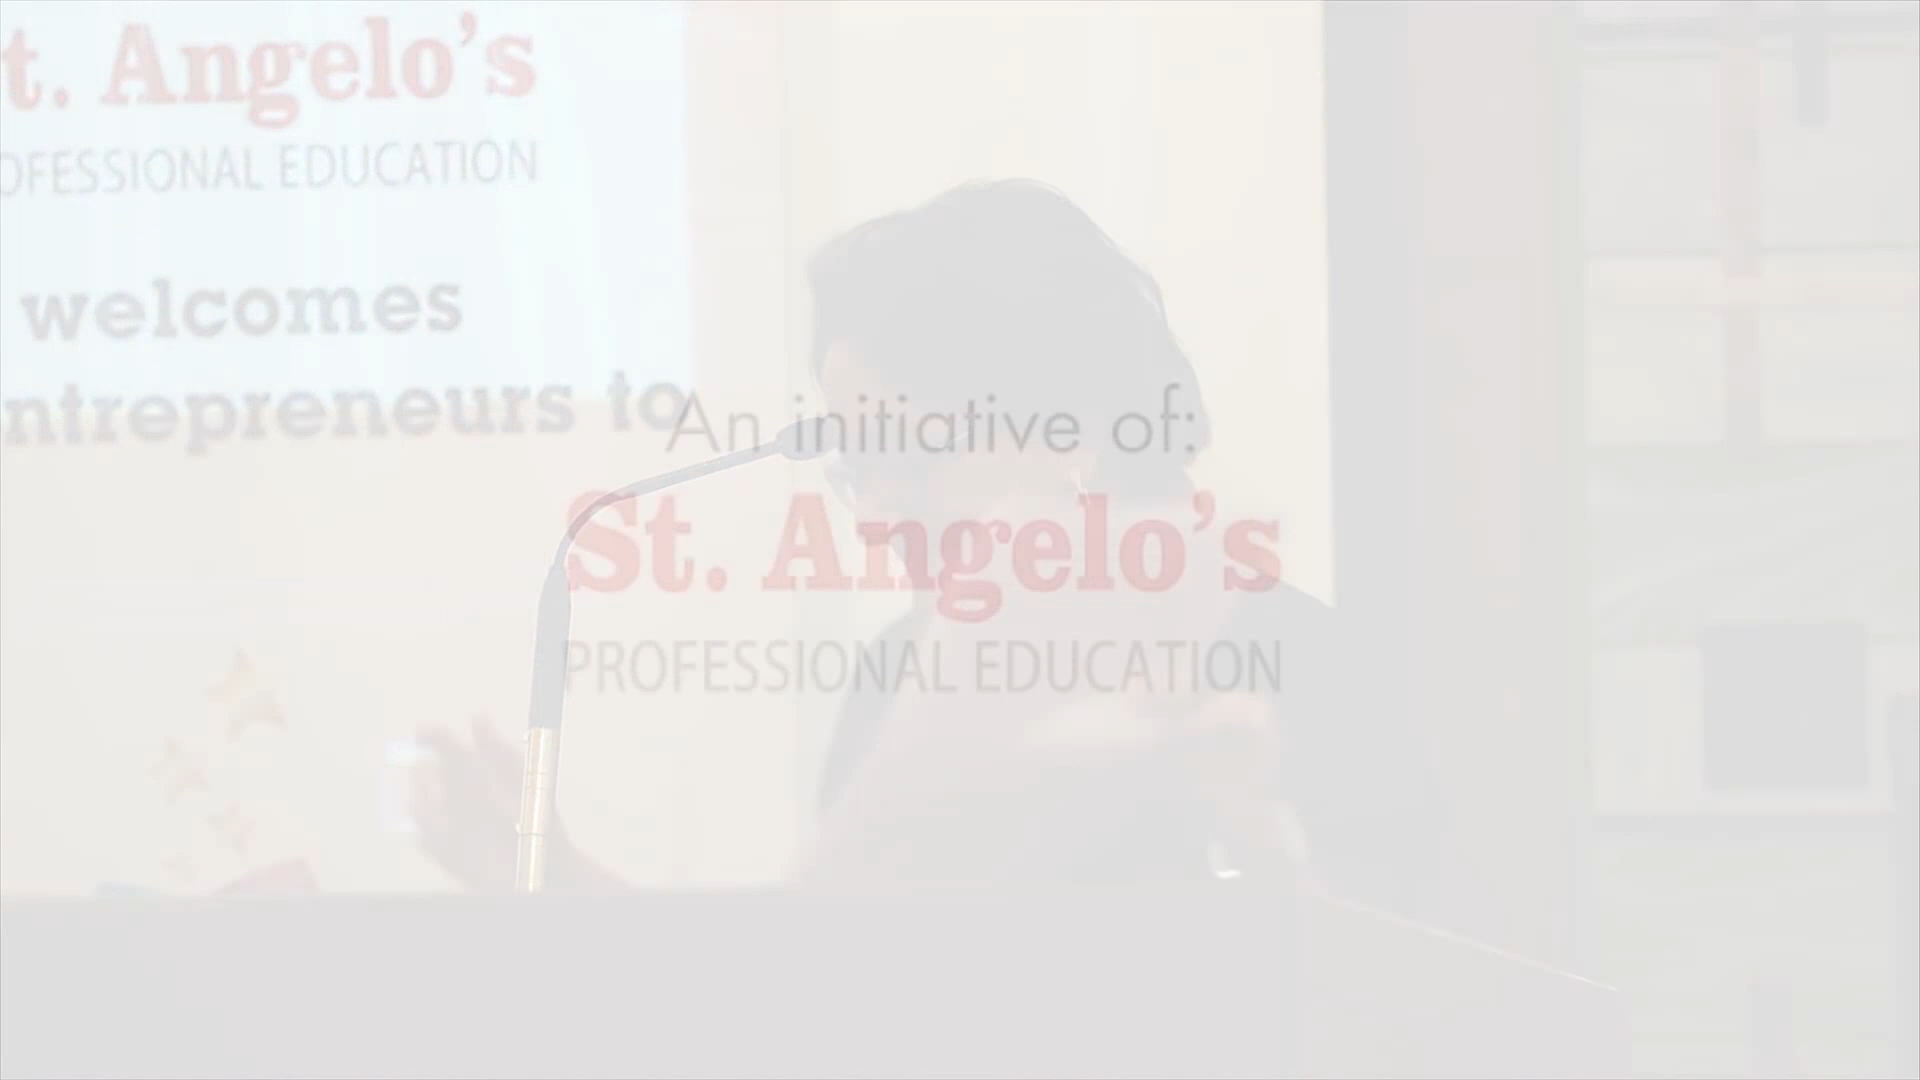 t. Angelo's
OFESSIONAL EDUCATION
welcomes
ntrepreneurs to
An initiative of:
St. Angelo's
PROFESSIONAL EDUCATION